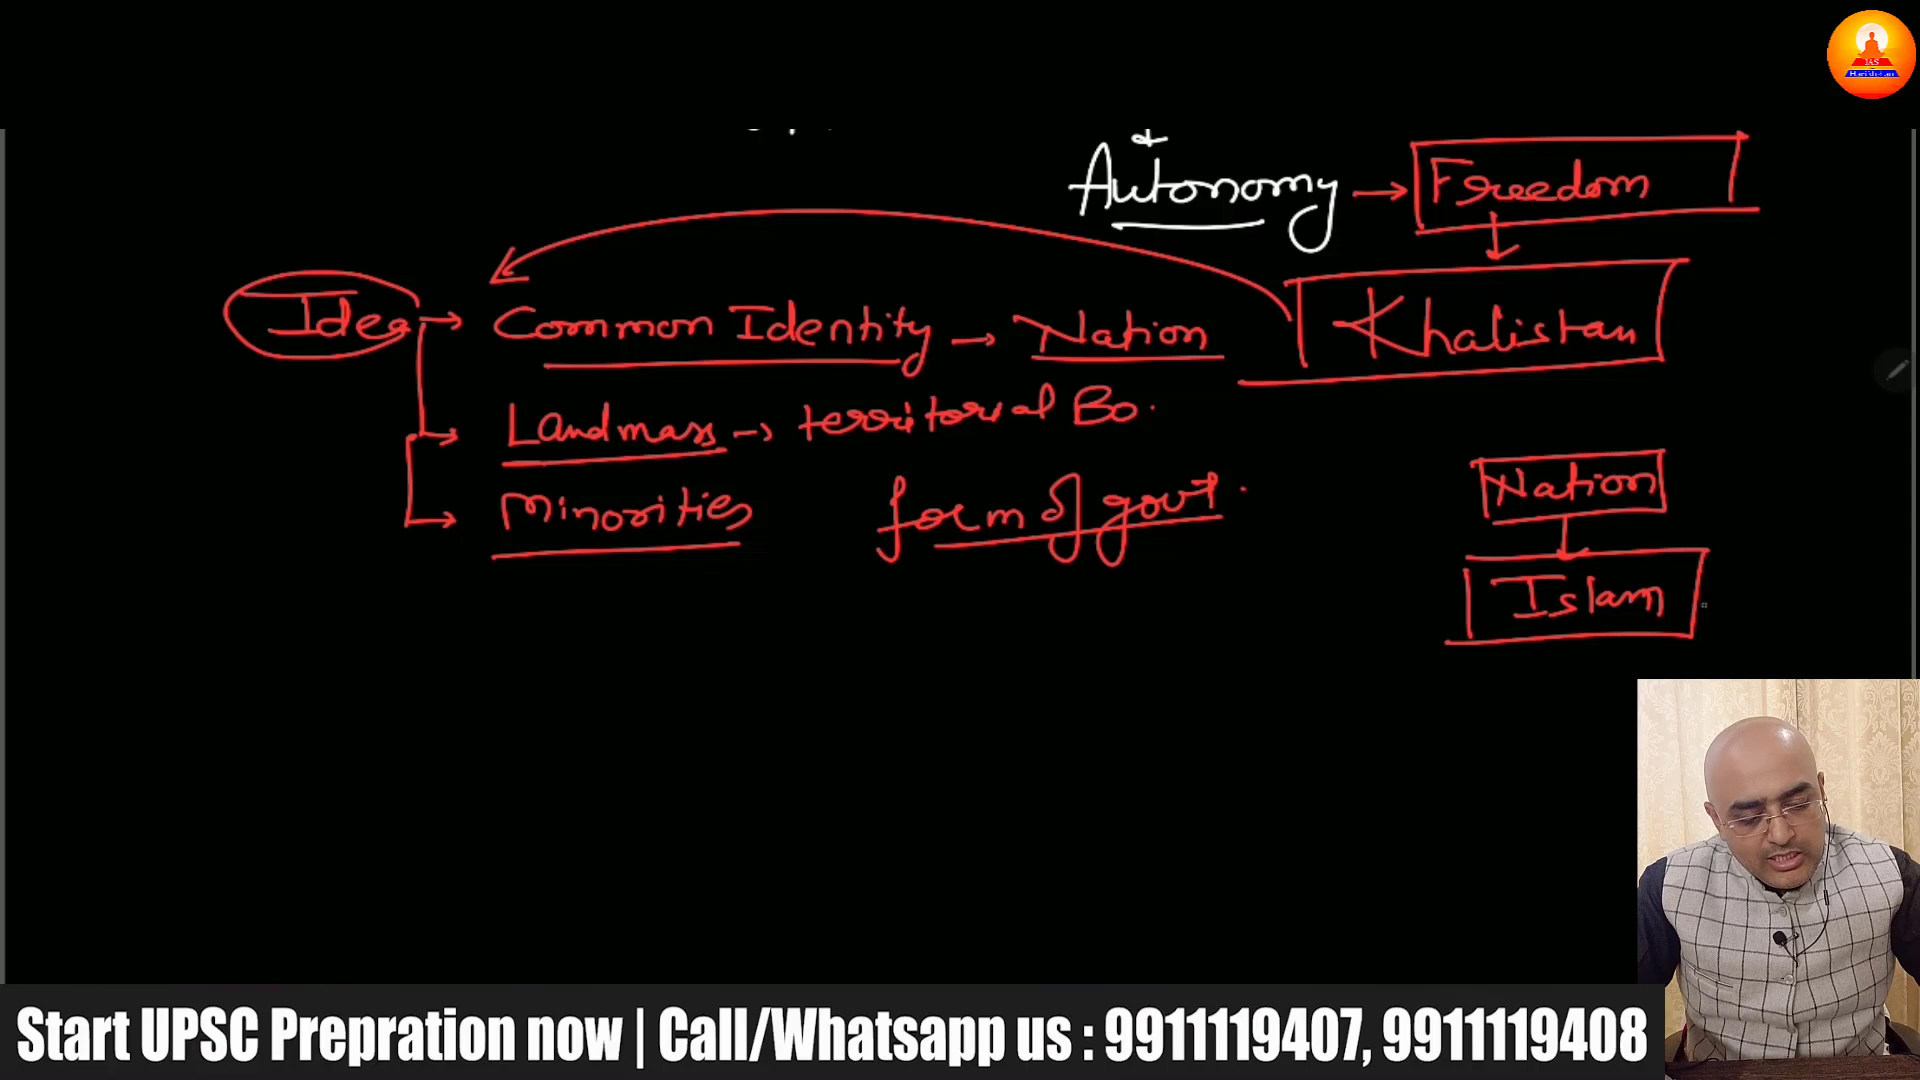 IAS
& Autonomy → Freedom
Idea → Common Identity → Nation
Khalistan
Landmass → territorial Bo.
Minorities
form of govt.
Nation
Islam
Start UPSC Prepration now | Call/Whatsapp us : 9911119407, 9911119408